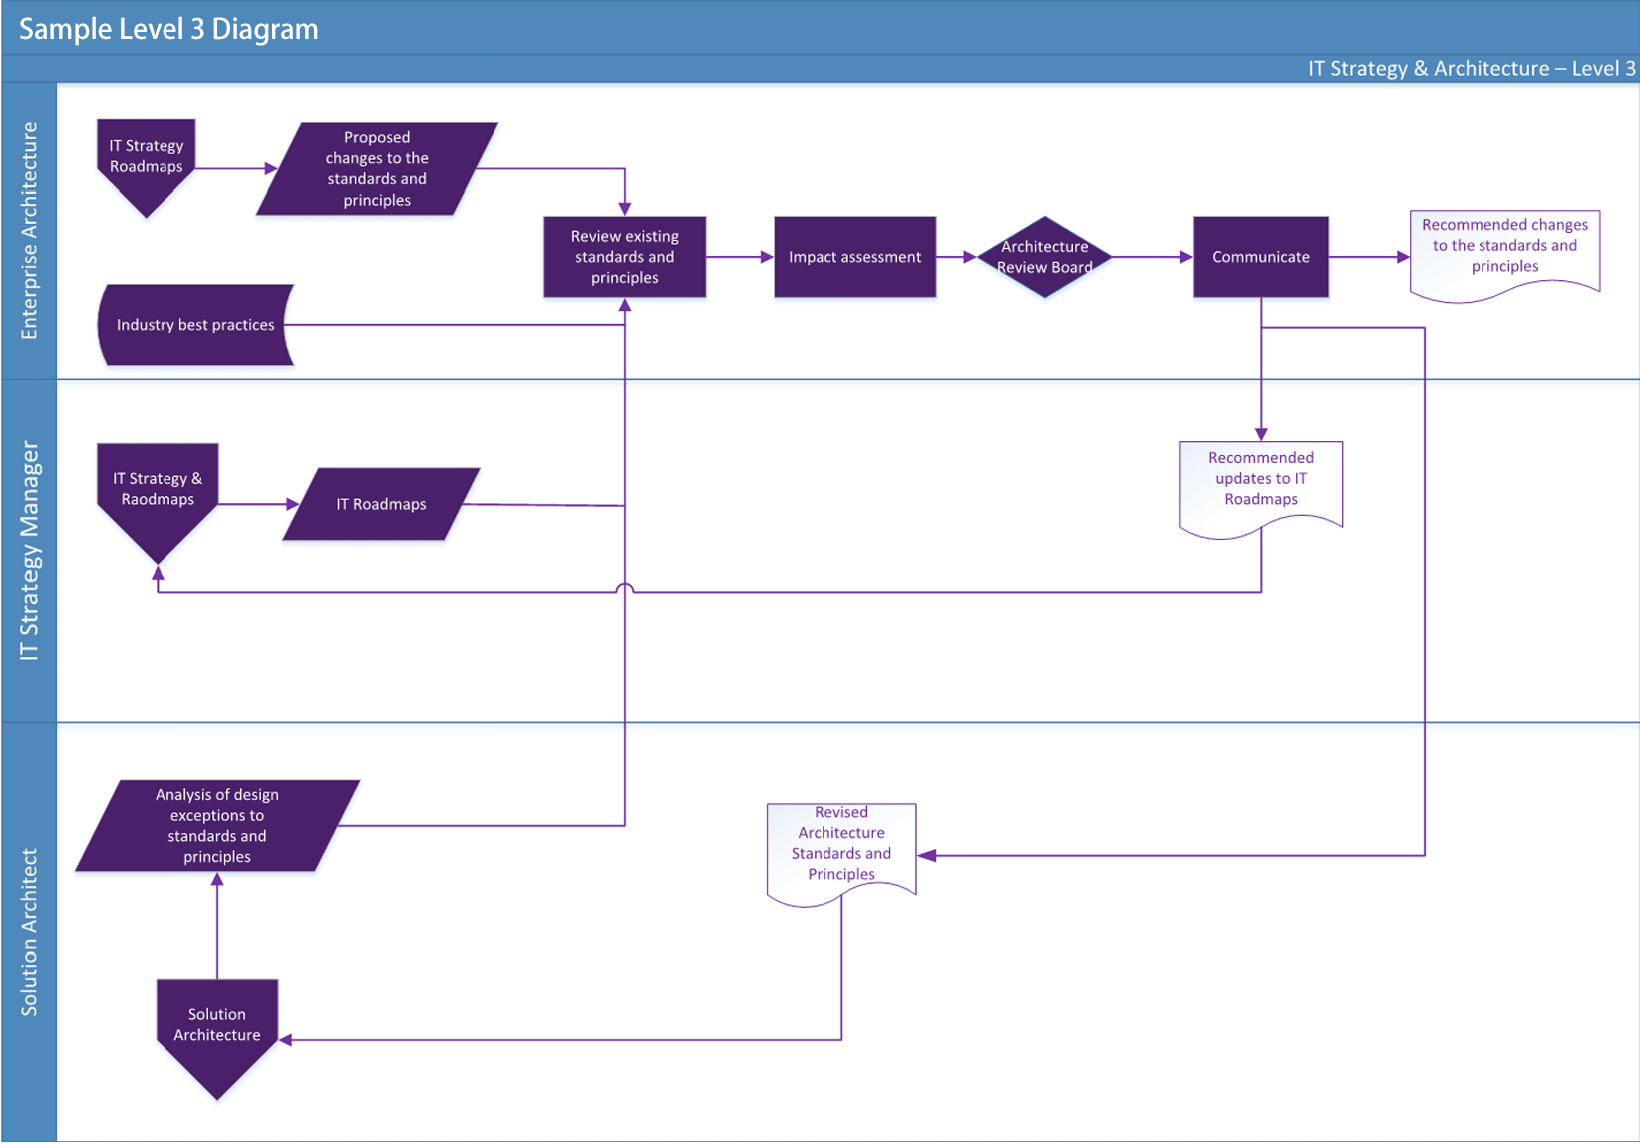 Sample Level 3 Diagram
IT Strategy & Architecture – Level 3
Enterprise Architecture
IT Strategy
Roadmaps
Proposed
changes to the
standards and
principles
Review existing
standards and
principles
Impact assessment
Architecture
Review Board
Communicate
Recommended changes
to the standards and
principles
Industry best practices
IT Strategy Manager
IT Strategy &
Raodmaps
IT Roadmaps
Recommended
updates to IT
Roadmaps
Solution Architect
Analysis of design
exceptions to
standards and
principles
Revised
Architecture
Standards and
Principles
Solution
Architecture